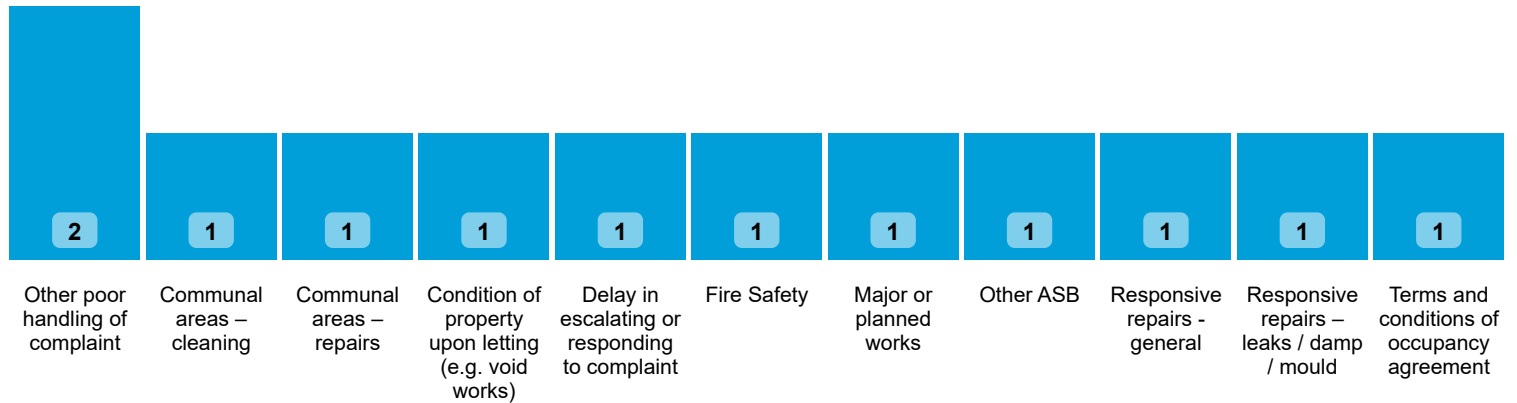 2
1
1
1
1
1
1
1
1
1
1
Other poor
handling of
complaint
Communal
areas –
cleaning
Communal
areas –
repairs
Condition of
property
upon letting
(e.g. void
works)
Delay in
escalating or
responding
to complaint
Fire Safety
Major or
planned
works
Other ASB
Responsive
repairs -
general
Responsive
repairs –
leaks / damp
/ mould
Terms and
conditions of
occupancy
agreement